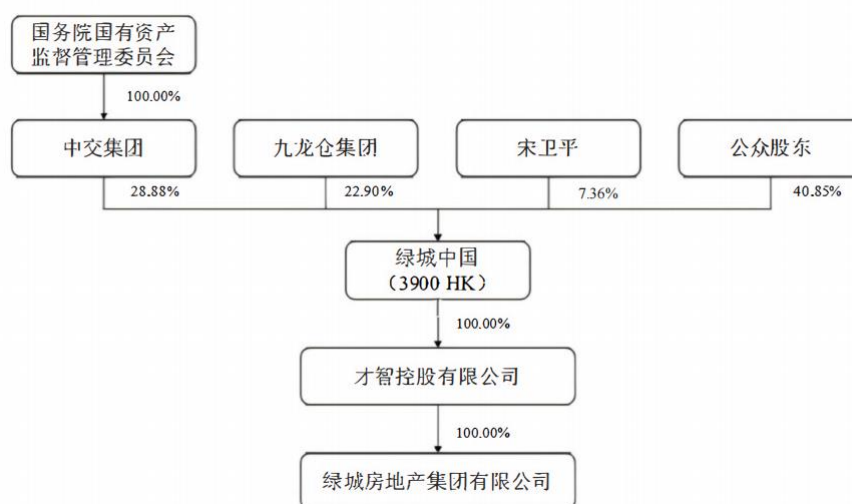 国务院国有资产
监督管理委员会
100.00%
中交集团
九龙仓集团
宋卫平
公众股东
28.88%
22.90%
7.36%
40.85%
绿城中国
（3900 HK）
100.00%
才智控股有限公司
100.00%
绿城房地产集团有限公司